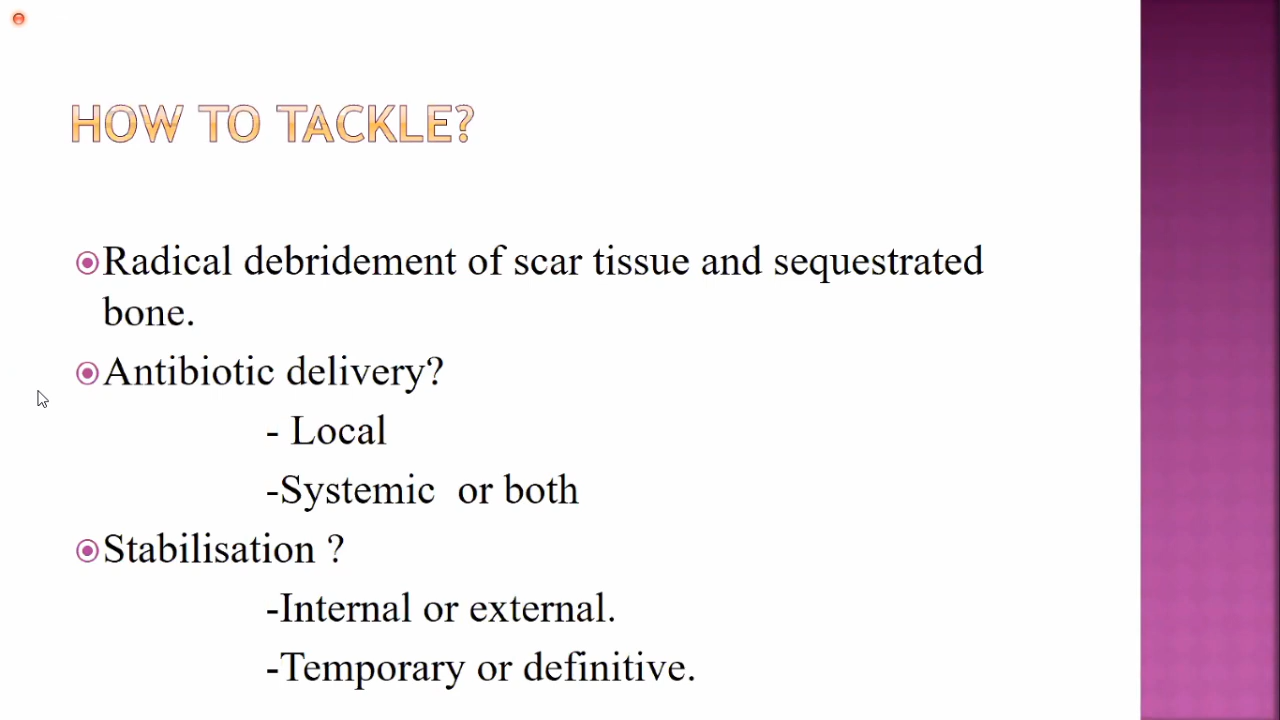 HOW TO TACKLE?
Radical debridement of scar tissue and sequestrated
bone.
Antibiotic delivery?
- Local
-Systemic  or both
Stabilisation ?
-Internal or external.
-Temporary or definitive.